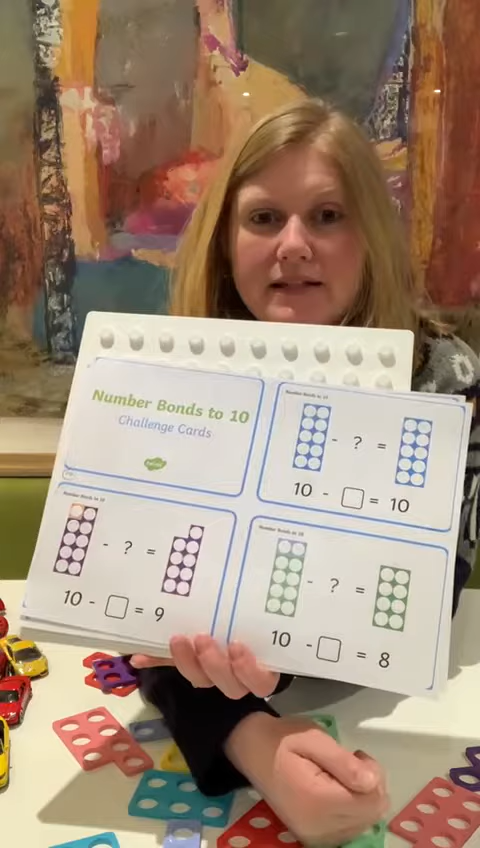 Number Bonds to 10
Challenge Cards
Number Bonds to 10
- ? =
10 - □ = 10
Number Bonds to 10
- ? =
10 - □ = 9
Number Bonds to 10
- ? =
10 - □ = 8